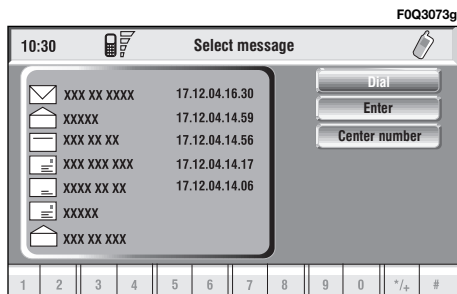 F0Q3073g
10:30 Select message
XXX XX XXXX 17.12.04.16.30
XXXXX 17.12.04.14.59
XXX XX XX 17.12.04.14.56
XXX XXX XXX 17.12.04.14.17
XXXX XX XX 17.12.04.14.06
XXXXX
XXX XX XXX
Dial
Enter
Center number
1 2 3 4 5 6 7 8 9 0 */+ #